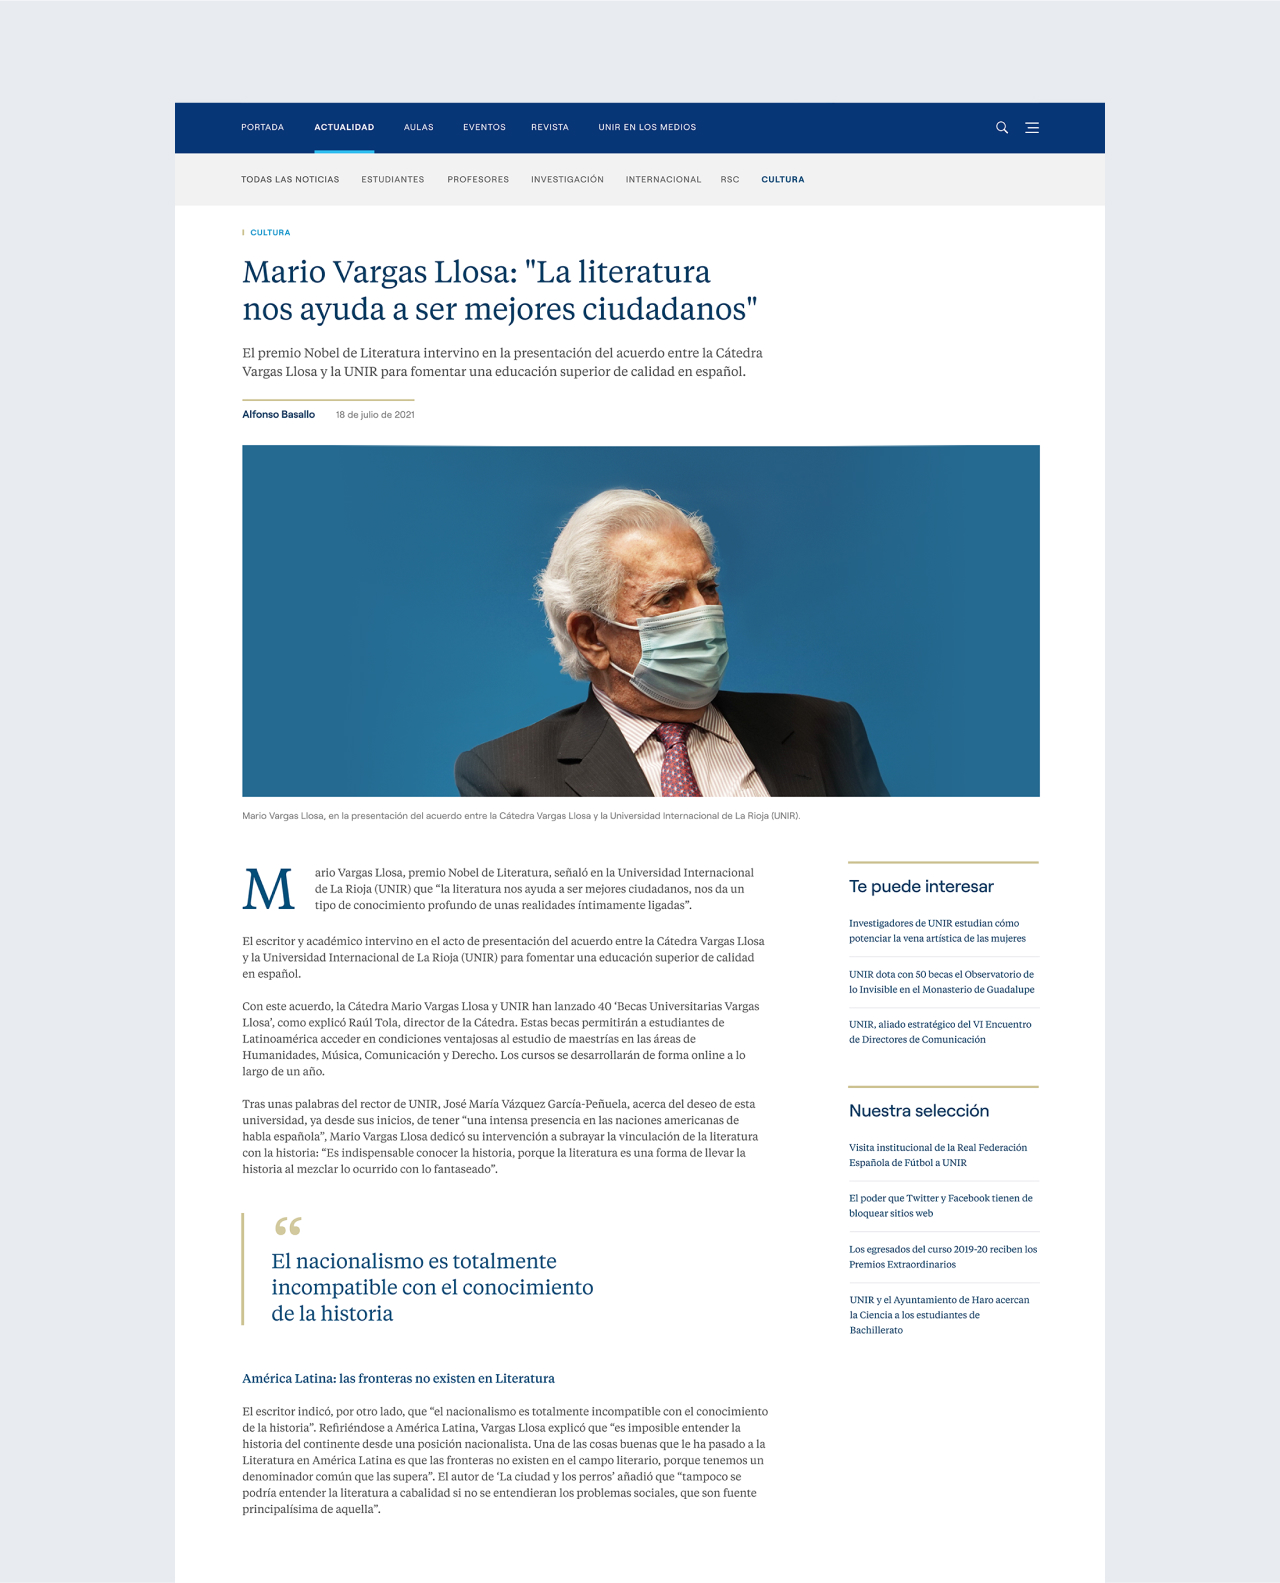 PORTADA ACTUALIDAD AULAS EVENTOS REVISTA UNIR EN LOS MEDIOS
TODAS LAS NOTICIAS ESTUDIANTES PROFESORES INVESTIGACIÓN INTERNACIONAL RSC CULTURA
CULTURA
Mario Vargas Llosa: "La literatura
nos ayuda a ser mejores ciudadanos"
El premio Nobel de Literatura intervino en la presentación del acuerdo entre la Cátedra
Vargas Llosa y la UNIR para fomentar una educación superior de calidad en español.
Alfonso Basallo 18 de julio de 2021
Mario Vargas Llosa, en la presentación del acuerdo entre la Cátedra Vargas Llosa y la Universidad Internacional de La Rioja (UNIR).
Mario Vargas Llosa, premio Nobel de Literatura, señaló en la Universidad Internacional
de La Rioja (UNIR) que “la literatura nos ayuda a ser mejores ciudadanos, nos da un
tipo de conocimiento profundo de unas realidades íntimamente ligadas”.
El escritor y académico intervino en el acto de presentación del acuerdo entre la Cátedra Vargas Llosa
y la Universidad Internacional de La Rioja (UNIR) para fomentar una educación superior de calidad
en español.
Con este acuerdo, la Cátedra Mario Vargas Llosa y UNIR han lanzado 40 ‘Becas Universitarias Vargas
Llosa’, como explicó Raúl Tola, director de la Cátedra. Estas becas permitirán a estudiantes de
Latinoamérica acceder en condiciones ventajosas al estudio de maestrías en las áreas de
Humanidades, Música, Comunicación y Derecho. Los cursos se desarrollarán de forma online a lo
largo de un año.
Tras unas palabras del rector de UNIR, José María Vázquez García-Peñuela, acerca del deseo de esta
universidad, ya desde sus inicios, de tener “una intensa presencia en las naciones americanas de
habla española”, Mario Vargas Llosa dedicó su intervención a subrayar la vinculación de la literatura
con la historia: “Es indispensable conocer la historia, porque la literatura es una forma de llevar la
historia al mezclar lo ocurrido con lo fantaseado”.
“
El nacionalismo es totalmente
incompatible con el conocimiento
de la historia
América Latina: las fronteras no existen en Literatura
El escritor indicó, por otro lado, que “el nacionalismo es totalmente incompatible con el conocimiento
de la historia”. Refiriéndose a América Latina, Vargas Llosa explicó que “es imposible entender la
historia del continente desde una posición nacionalista. Una de las cosas buenas que le ha pasado a la
Literatura en América Latina es que las fronteras no existen en el campo literario, porque tenemos un
denominador común que las supera”. El autor de ‘La ciudad y los perros’ añadió que “tampoco se
podría entender la literatura a cabalidad si no se entendieran los problemas sociales, que son fuente
principalísima de aquella”.
Te puede interesar
Investigadores de UNIR estudian cómo
potenciar la vena artística de las mujeres
UNIR dota con 50 becas el Observatorio de
lo Invisible en el Monasterio de Guadalupe
UNIR, aliado estratégico del VI Encuentro
de Directores de Comunicación
Nuestra selección
Visita institucional de la Real Federación
Española de Fútbol a UNIR
El poder que Twitter y Facebook tienen de
bloquear sitios web
Los egresados del curso 2019-20 reciben los
Premios Extraordinarios
UNIR y el Ayuntamiento de Haro acercan
la Ciencia a los estudiantes de
Bachillerato